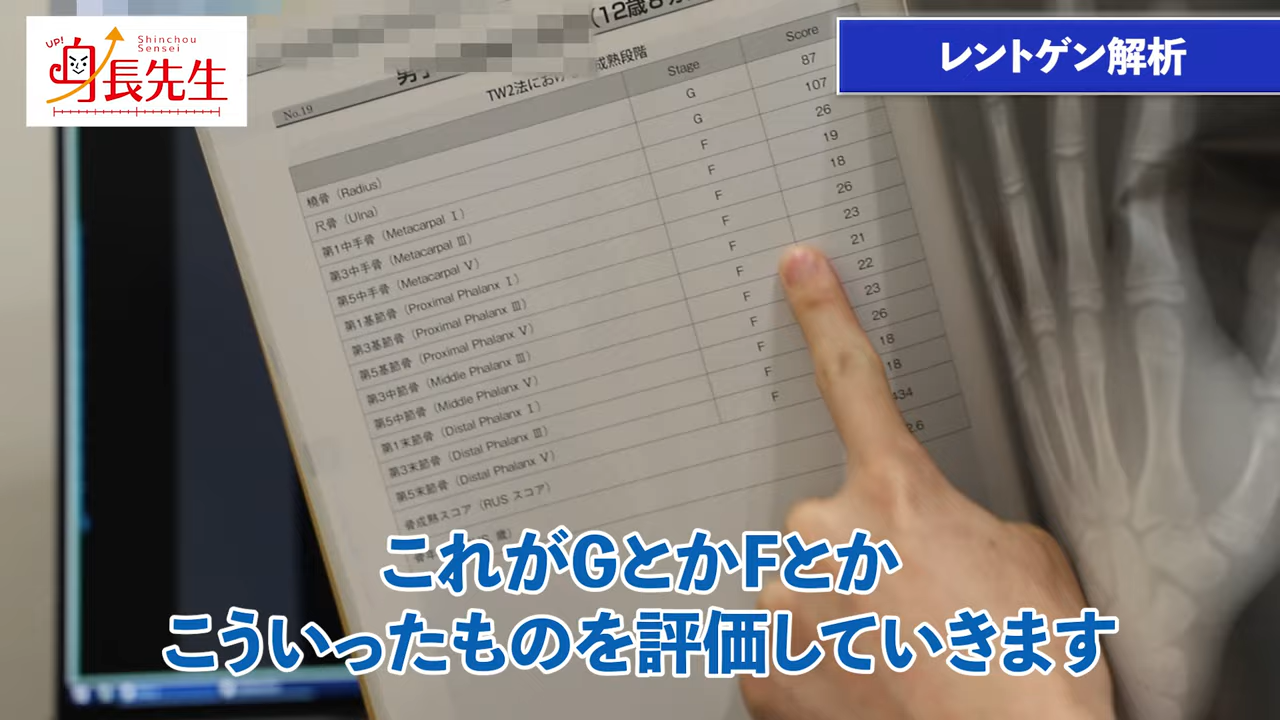 UP!
Shinchou
Sensei
身長先生
レントゲン解析
(12歳8
男子
No.19
TW2法にお 成熟段階
Stage Score
橈骨 (Radius) G 87
尺骨 (Ulna) G 107
第1中手骨 (Metacarpal Ⅰ) F 26
第3中手骨 (Metacarpal Ⅲ) F 19
第5中手骨 (Metacarpal Ⅴ) F 18
第1基節骨 (Proximal Phalanx Ⅰ) F 26
第3基節骨 (Proximal Phalanx Ⅲ) F 23
第5基節骨 (Proximal Phalanx Ⅴ) F 21
第3中節骨 (Middle Phalanx Ⅲ) F 22
第5中節骨 (Middle Phalanx Ⅴ) F 23
第1末節骨 (Distal Phalanx Ⅰ) F 26
第3末節骨 (Distal Phalanx Ⅲ) F 18
第5末節骨 (Distal Phalanx Ⅴ) F 18
骨成熟スコア (RUS スコア) 434
これがGとかFとか
こういったものを評価していきます